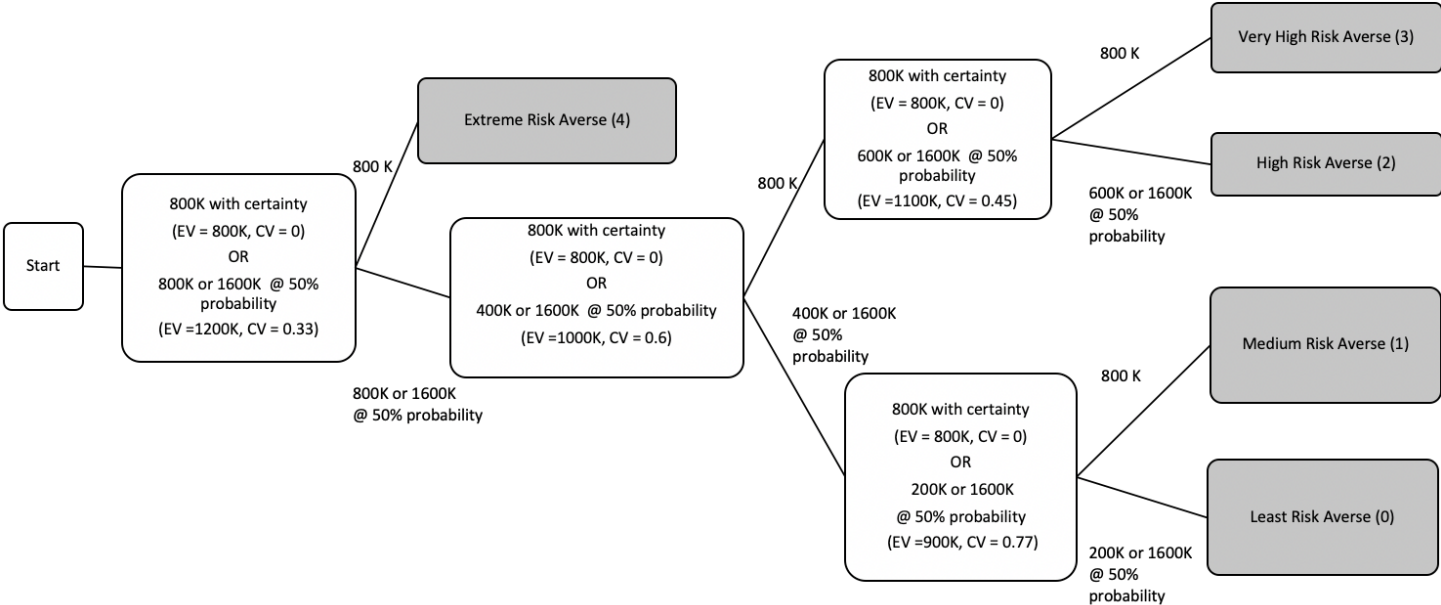 Start
800K with certainty
(EV = 800K, CV = 0)
OR
800K or 1600K @ 50%
probability
(EV =1200K, CV = 0.33)
800 K
Extreme Risk Averse (4)
800K or 1600K
@ 50% probability
800K with certainty
(EV = 800K, CV = 0)
OR
400K or 1600K @ 50% probability
(EV =1000K, CV = 0.6)
800 K
800K with certainty
(EV = 800K, CV = 0)
OR
600K or 1600K @ 50%
probability
(EV =1100K, CV = 0.45)
800 K
Very High Risk Averse (3)
600K or 1600K
@ 50%
probability
High Risk Averse (2)
400K or 1600K
@ 50%
probability
800K with certainty
(EV = 800K, CV = 0)
OR
200K or 1600K
@ 50% probability
(EV =900K, CV = 0.77)
800 K
Medium Risk Averse (1)
200K or 1600K
@ 50%
probability
Least Risk Averse (0)